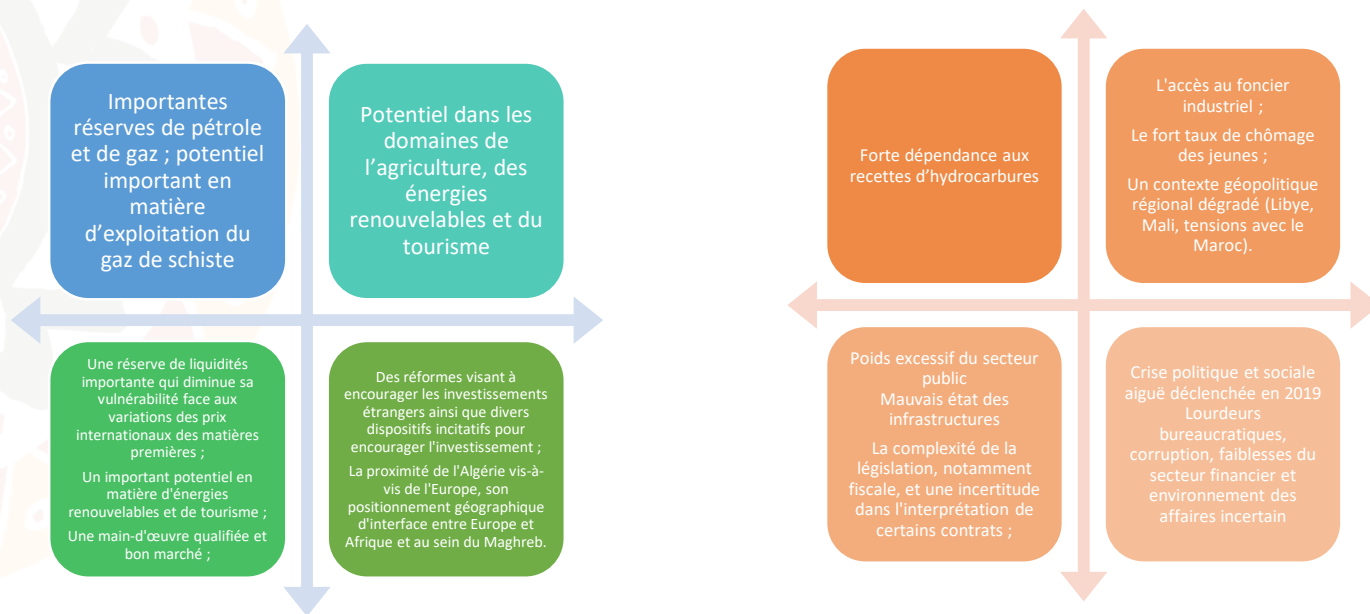 Importantes
réserves de pétrole
et de gaz ; potentiel
important en
matière
d’exploitation du
gaz de schiste
Potentiel dans les
domaines de
l’agriculture, des
énergies
renouvelables et du
tourisme
Une réserve de liquidités
importante qui diminue sa
vulnérabilité face aux
variations des prix
internationaux des matières
premières ;
Un important potentiel en
matière d'énergies
renouvelables et de tourisme ;
Une main-d'œuvre qualifiée et
bon marché ;
Des réformes visant à
encourager les investissements
étrangers ainsi que divers
dispositifs incitatifs pour
encourager l'investissement ;
La proximité de l'Algérie vis-à-
vis de l'Europe, son
positionnement géographique
d'interface entre Europe et
Afrique et au sein du Maghreb.
Forte dépendance aux
recettes d’hydrocarbures
L'accès au foncier
industriel ;
Le fort taux de chômage
des jeunes ;
Un contexte géopolitique
régional dégradé (Libye,
Mali, tensions avec le
Maroc).
Poids excessif du secteur
public
Mauvais état des
infrastructures
La complexité de la
législation, notamment
fiscale, et une incertitude
dans l'interprétation de
certains contrats ;
Crise politique et sociale
aiguë déclenchée en 2019
Lourdeurs
bureaucratiques,
corruption, faiblesses du
secteur financier et
environnement des
affaires incertain